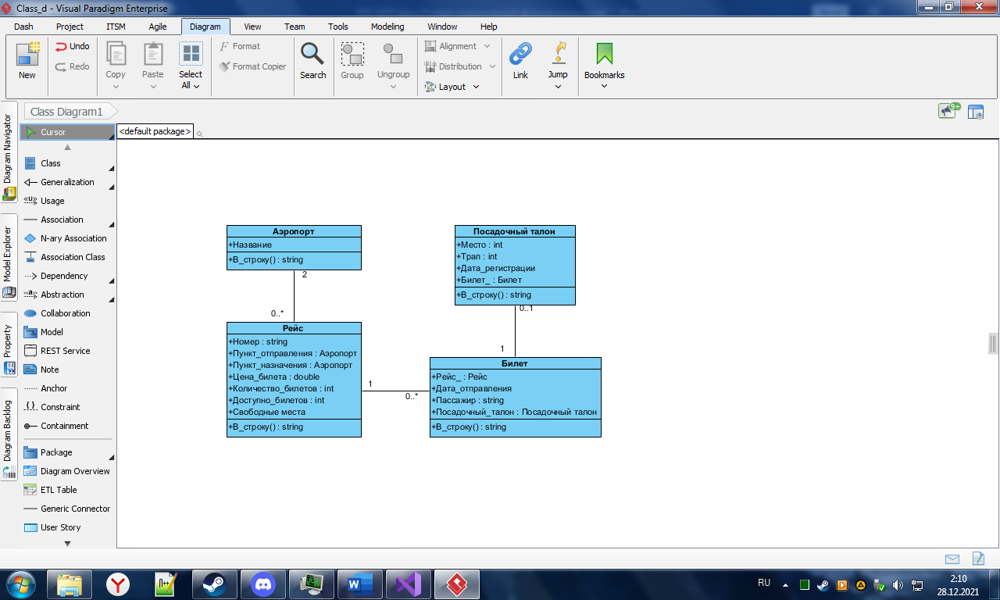 Class_d - Visual Paradigm Enterprise
Dash Project ITSM Agile Diagram View Team Tools Modeling Window Help
New
Undo
Redo
Copy
Paste
Select
All
Format
Format Copier
Search
Group
Ungroup
Alignment
Distribution
Layout
Link
Jump
Bookmarks
Diagram Navigator
Model Explorer
Property
Diagram Backlog
Class Diagram1
9+
Cursor
<default package>
Class
Generalization
«U» Usage
Association
N-ary Association
Association Class
Dependency
«a» Abstraction
Collaboration
Model
REST Service
Note
Anchor
{.} Constraint
Containment
Package
Diagram Overview
ETL Table
Generic Connector
User Story
Аэропорт
+Название
+В_строку() : string
2
0..*
Рейс
+Номер : string
+Пункт_отправления : Аэропорт
+Пункт_назначения : Аэропорт
+Цена_билета : double
+Количество_билетов : int
+Доступно_билетов : int
+Свободные места
+В_строку() : string
1
0..*
Посадочный талон
+Место : int
+Трап : int
+Дата_регистрации
+Билет_ : Билет
+В_строку() : string
0..1
1
Билет
+Рейс_ : Рейс
+Дата_отправления
+Пассажир : string
+Посадочный_талон : Посадочный талон
+В_строку() : string
RU
2:10
28.12.2021